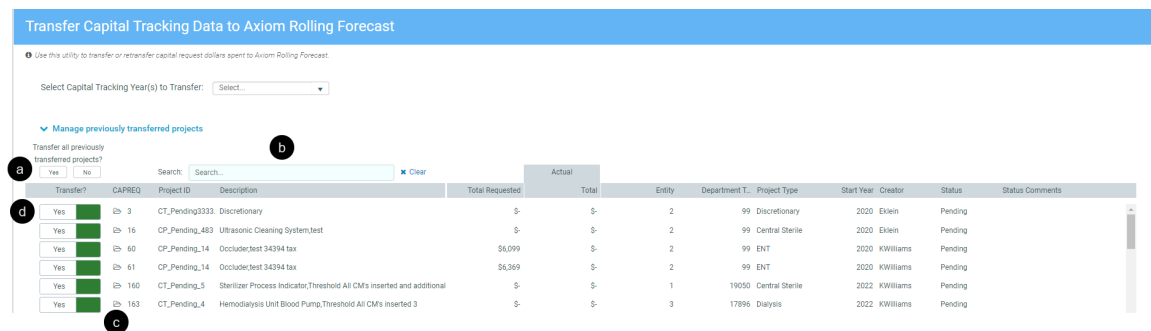 Transfer Capital Tracking Data to Axiom Rolling Forecast
Use this utility to transfer or retransfer capital request dollars spent to Axiom Rolling Forecast.
Select Capital Tracking Year(s) to Transfer: Select...
Manage previously transferred projects
b
Transfer all previously
transferred projects?
a Yes No Search: Search... Clear Actual
Transfer? CAPREQ Project ID Description Total Requested Total Entity Department T... Project Type Start Year Creator Status Status Comments
d Yes 3 CT_Pending3333. Discretionary $- $- 2 99 Discretionary 2020 Eklein Pending
Yes 16 CP_Pending_483 Ultrasonic Cleaning System,test $- $- 2 99 Central Sterile 2020 Eklein Pending
Yes 60 CP_Pending_14 Occluder,test 34394 tax $6,099 $- 2 99 ENT 2020 KWilliams Pending
Yes 61 CP_Pending_14 Occluder,test 34394 tax $6,369 $- 2 99 ENT 2020 KWilliams Pending
Yes 160 CT_Pending_5 Sterilizer Process Indicator,Threshold All CM's inserted and additional $- $- 1 19050 Central Sterile 2022 KWilliams Pending
Yes 163 CT_Pending_4 Hemodialysis Unit Blood Pump,Threshold All CM's inserted 3 $- $- 3 17896 Dialysis 2022 KWilliams Pending
c